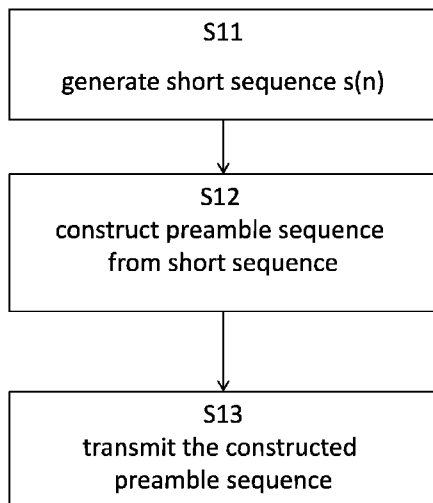 S11
generate short sequence s(n)
S12
construct preamble sequence
from short sequence
S13
transmit the constructed
preamble sequence